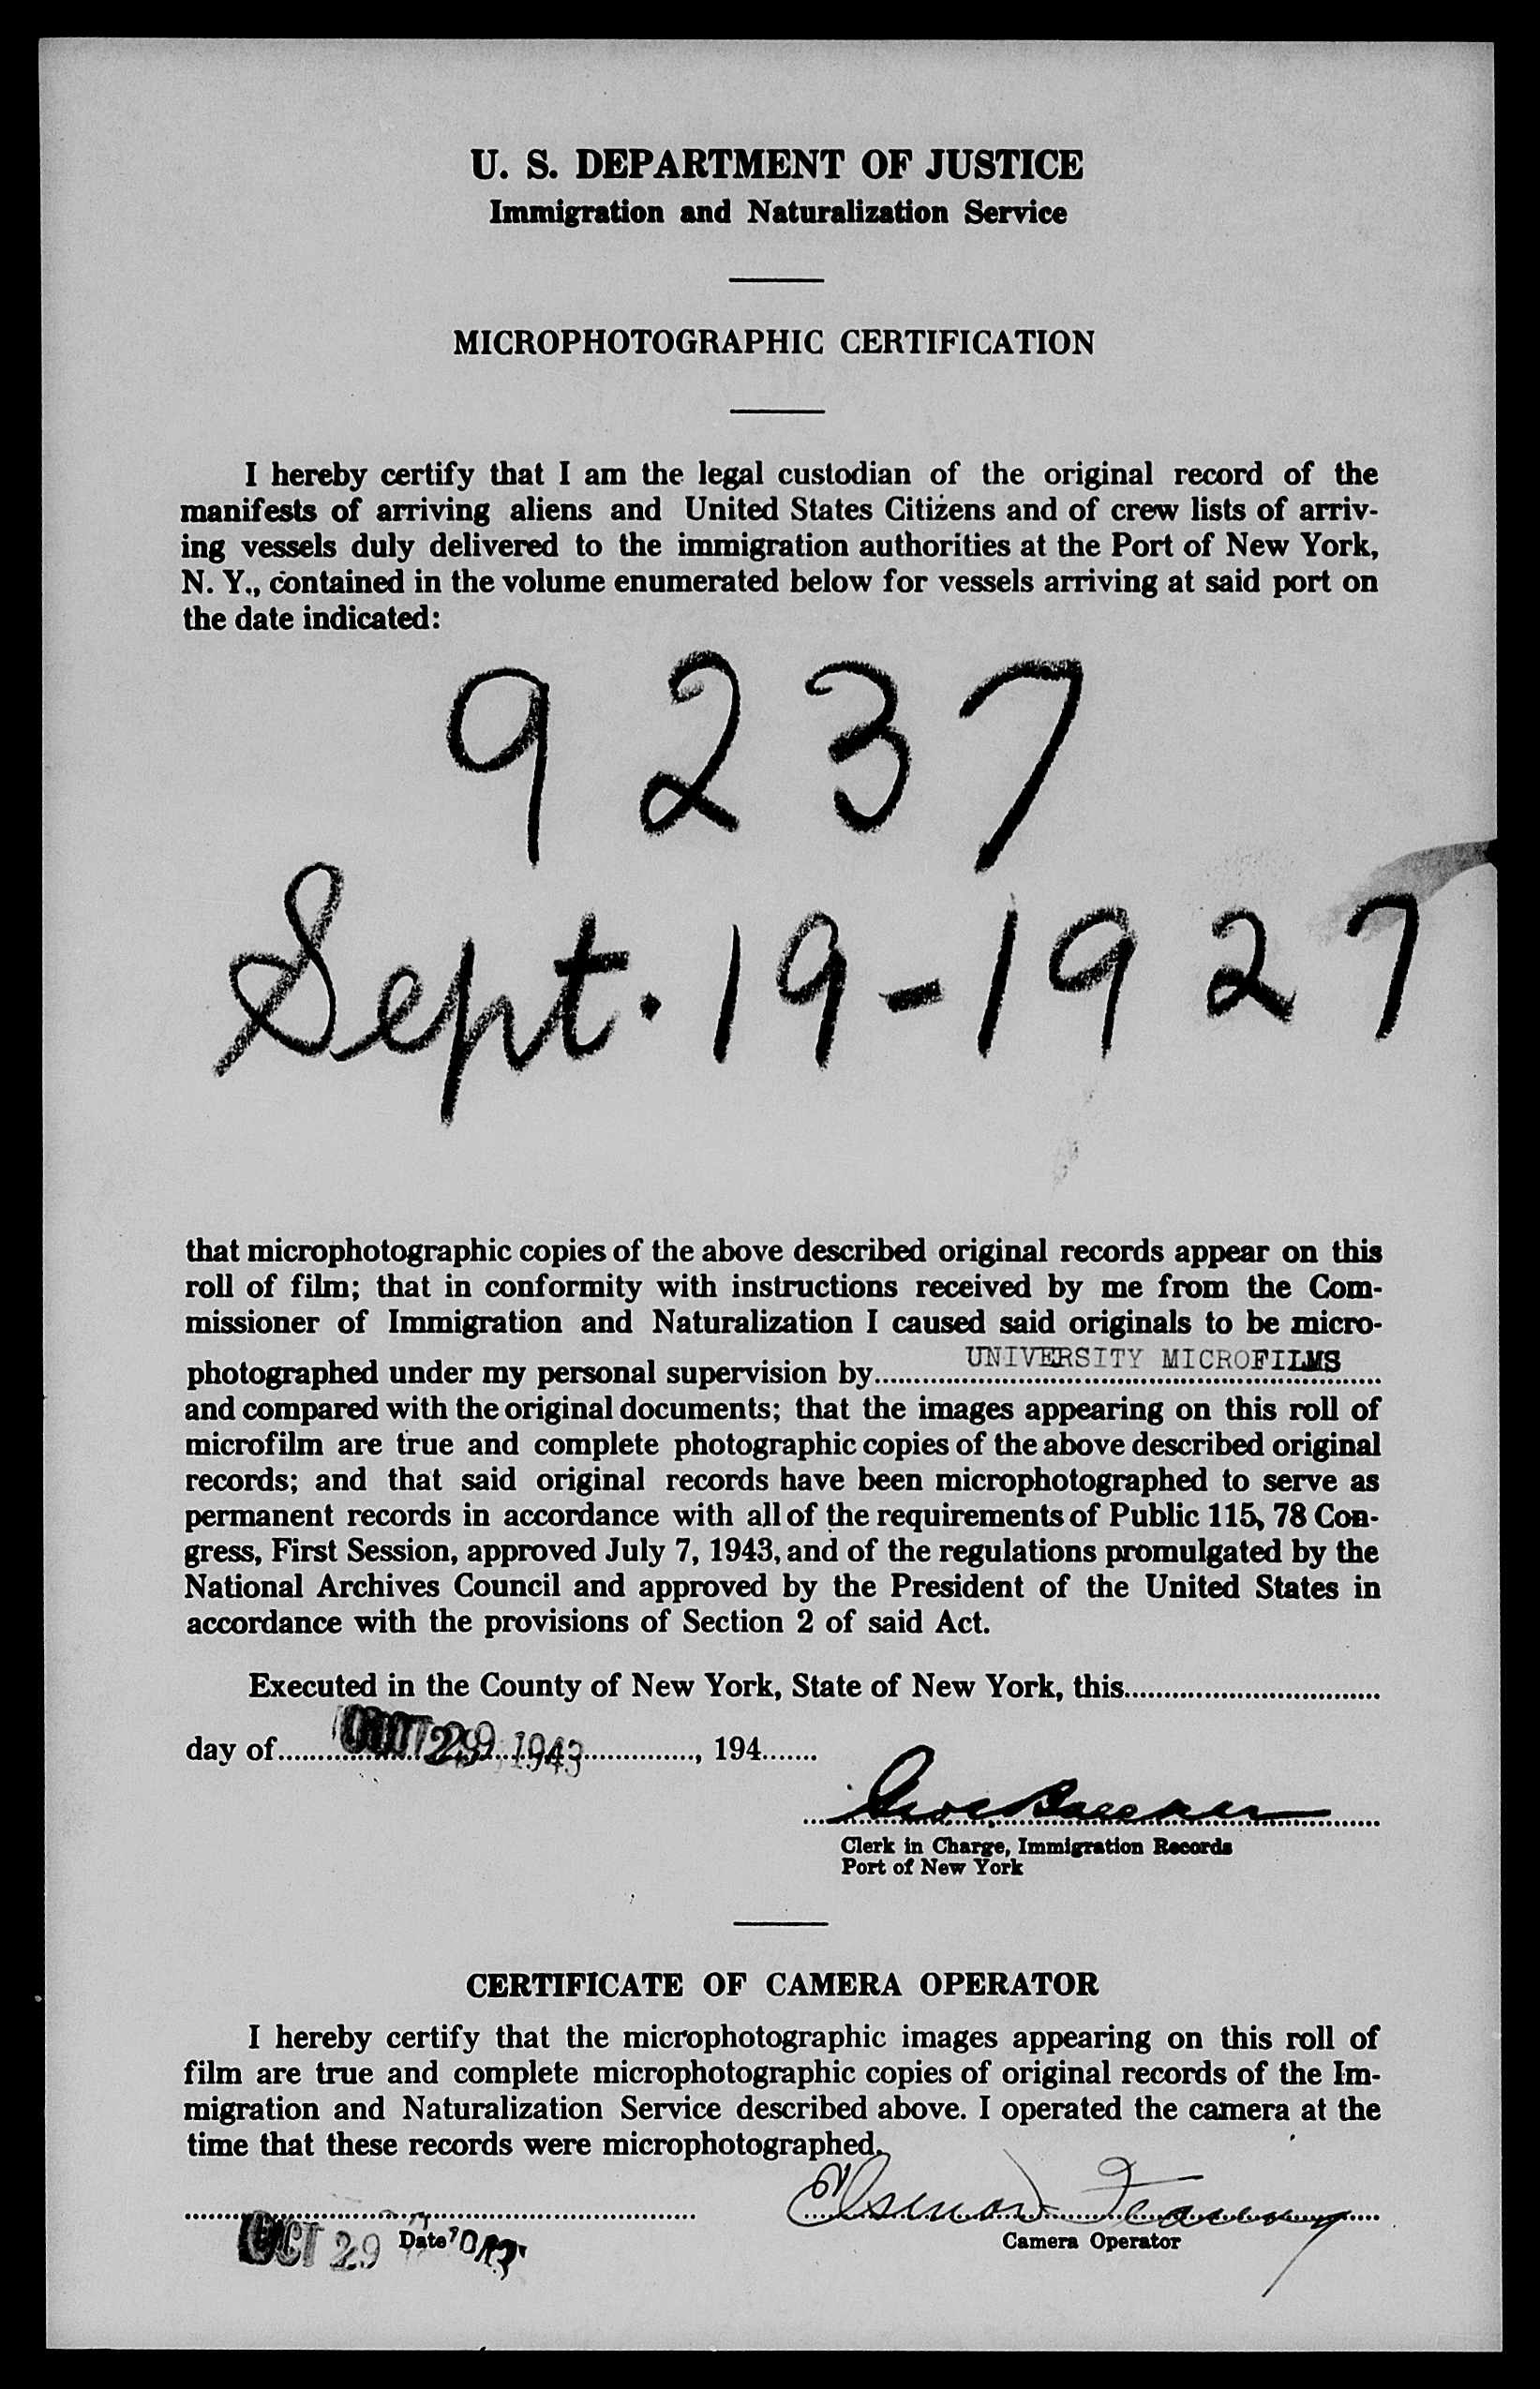 U. S. DEPARTMENT OF JUSTICE
Immigration and Naturalization Service
MICROPHOTOGRAPHIC CERTIFICATION
I hereby certify that I am the legal custodian of the original record of the
manifests of arriving aliens and United States Citizens and of crew lists of arriv-
ing vessels duly delivered to the immigration authorities at the Port of New York,
N. Y., contained in the volume enumerated below for vessels arriving at said port on
the date indicated:
9237
Sept. 19-1927
that microphotographic copies of the above described original records appear on this
roll of film; that in conformity with instructions received by me from the Com-
missioner of Immigration and Naturalization I caused said originals to be micro-
photographed under my personal supervision by UNIVERSITY MICROFILMS
and compared with the original documents; that the images appearing on this roll of
microfilm are true and complete photographic copies of the above described original
records; and that said original records have been microphotographed to serve as
permanent records in accordance with all of the requirements of Public 115, 78 Con-
gress, First Session, approved July 7, 1943, and of the regulations promulgated by the
National Archives Council and approved by the President of the United States in
accordance with the provisions of Section 2 of said Act.
Executed in the County of New York, State of New York, this
day of OCT 29 1943, 194
Clerk in Charge, Immigration Records
Port of New York
CERTIFICATE OF CAMERA OPERATOR
I hereby certify that the microphotographic images appearing on this roll of
film are true and complete microphotographic copies of original records of the Im-
migration and Naturalization Service described above. I operated the camera at the
time that these records were microphotographed.
OCT 29
Date
Camera Operator